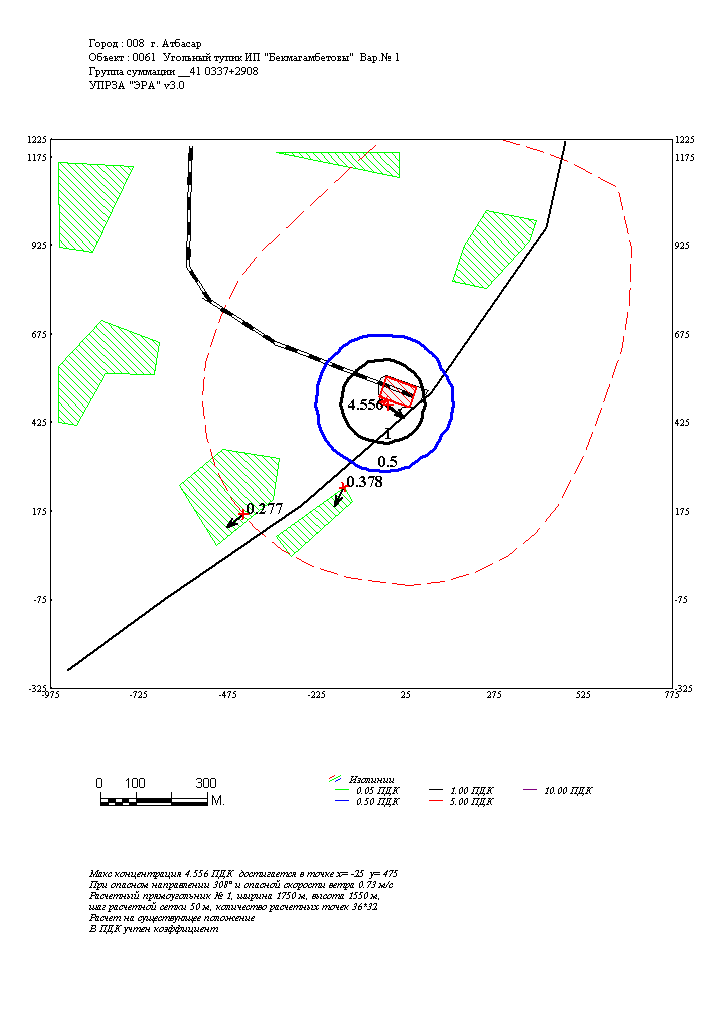 Город : 008 г. Атбасар
Объект : 0061 Угольный тупик ИП "Бекмагамбетовы" Вар.№ 1
Группа суммации __41 0337+2908
УПРЗА "ЭРА" v3.0
1225 1225
1175 1175
925 925
675 675
4.556
425 425
1
0.5
0.378
0.277
175 175
-75 -75
-325 -325
-975 -725 -475 -225 25 275 525 775
0 100 300
М.
Изолинии
0.05 ПДК 1.00 ПДК 10.00 ПДК
0.50 ПДК 5.00 ПДК
Макс концентрация 4.556 ПДК достигается в точке x= -25 y= 475
При опасном направлении 308° и опасной скорости ветра 0.73 м/с
Расчетный прямоугольник № 1, ширина 1750 м, высота 1550 м,
шаг расчетной сетки 50 м, количество расчетных точек 36*32
Расчет на существующее положение
В ПДК учтен коэффициент